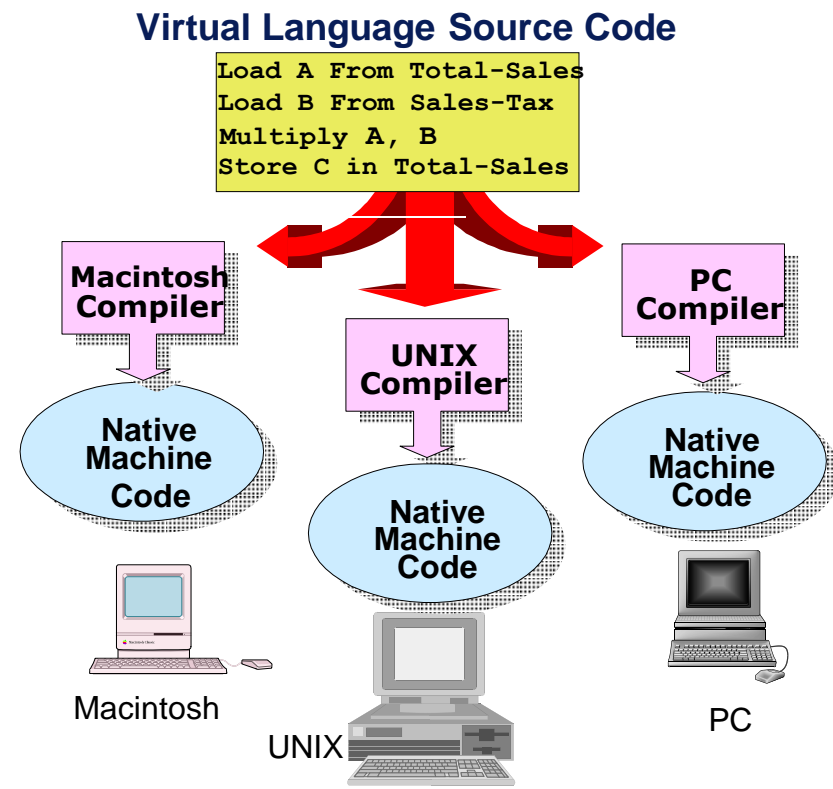 Virtual Language Source Code
Load A From Total-Sales
Load B From Sales-Tax
Multiply A, B
Store C in Total-Sales
Macintosh
Compiler
UNIX
Compiler
PC
Compiler
Native
Machine
Code
Native
Machine
Code
Native
Machine
Code
Macintosh
UNIX
PC